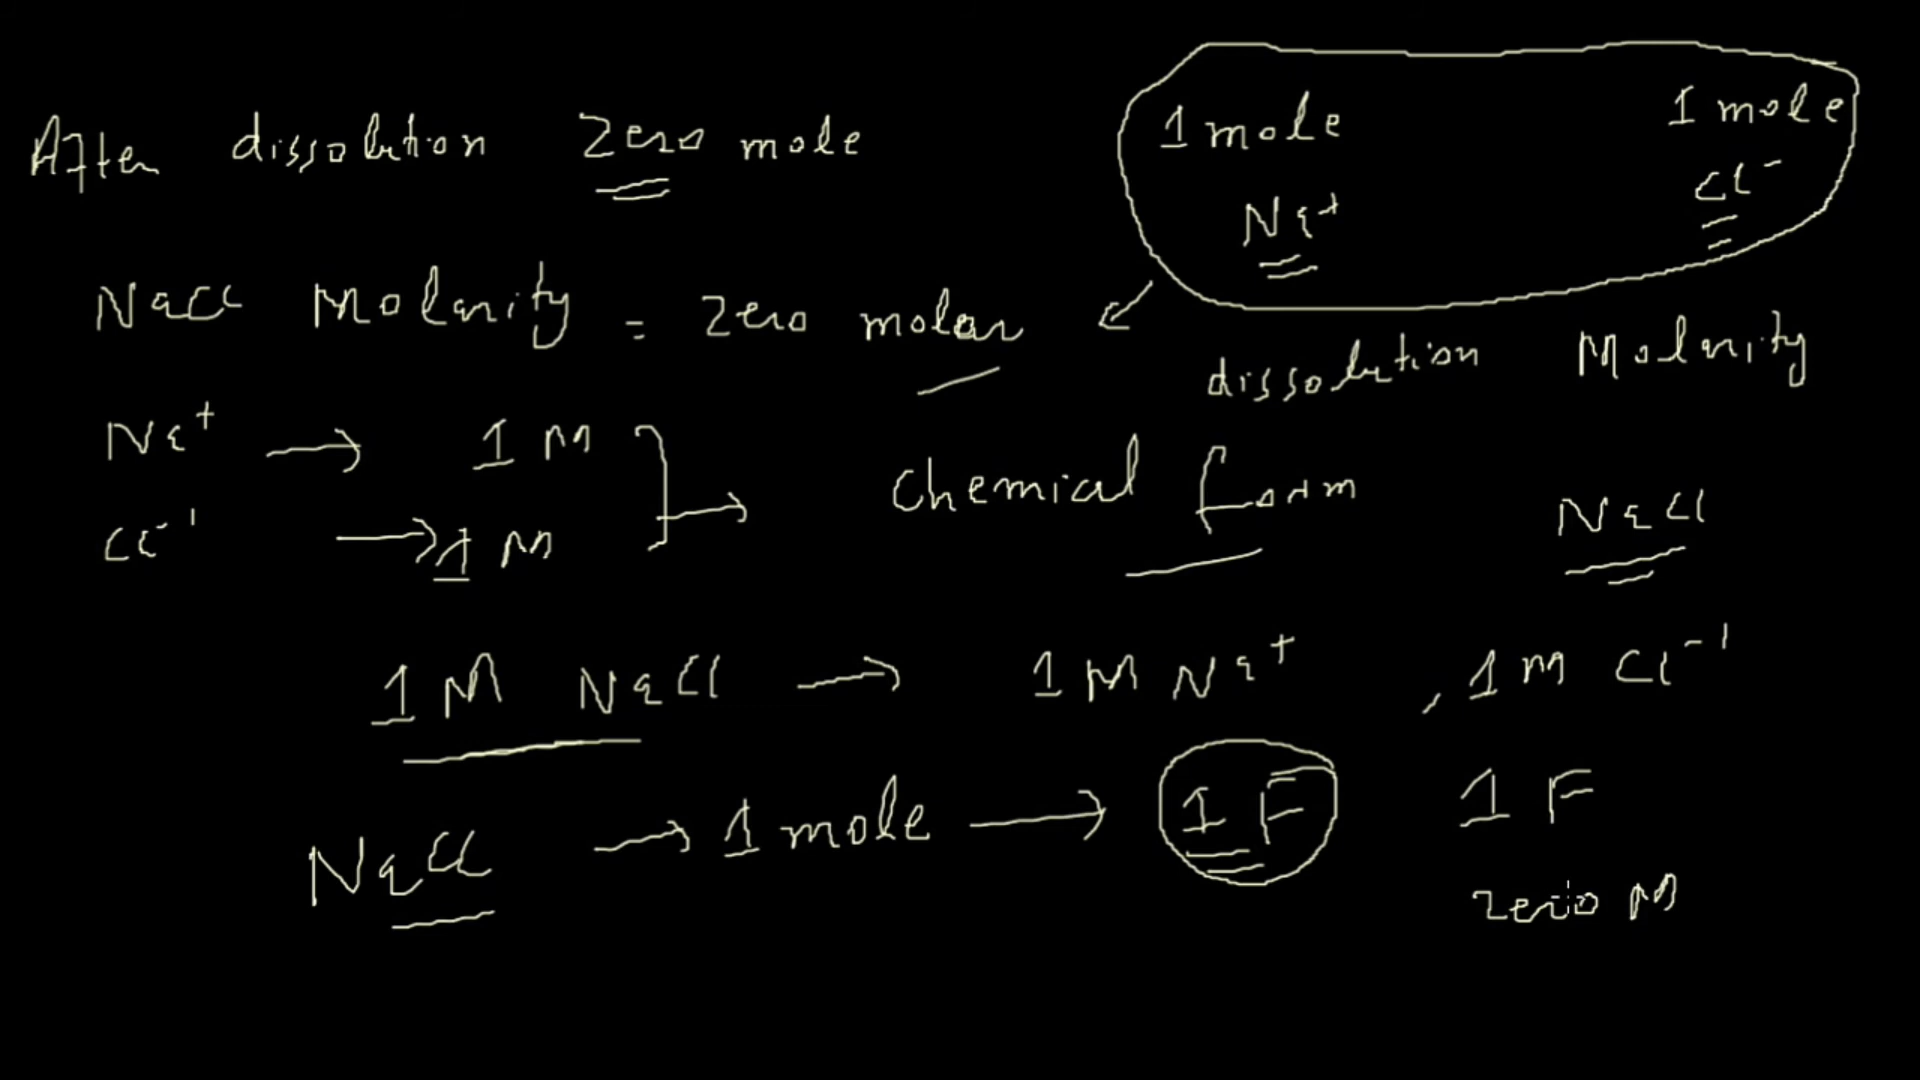 After dissolution Zero mole
1 mole 1 mole
Na+ Cl-
NaCl Molarity = Zero molar
dissolution Molarity
Na+ → 1 M
Cl-1 → 1 M
Chemical form NaCl
1 M NaCl → 1 M Na+ , 1 M Cl-1
NaCl → 1 mole → 1 F 1 F
Zero M